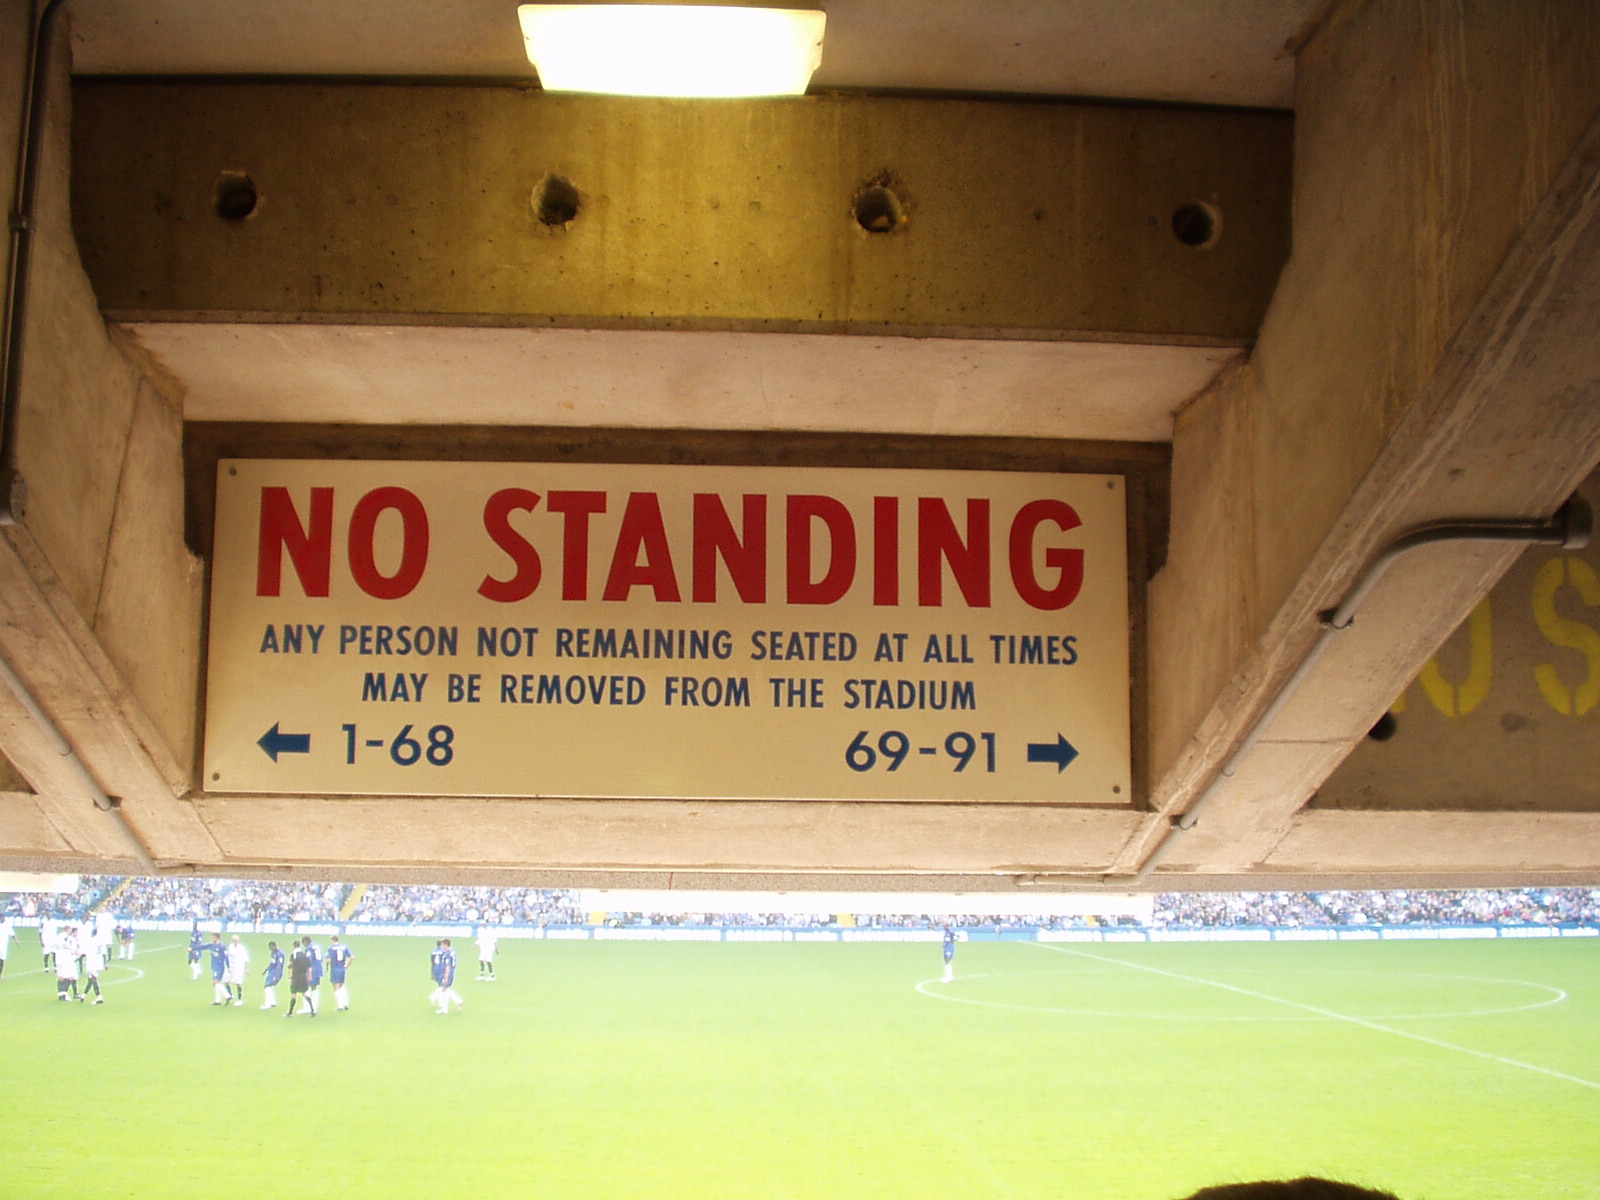 NO STANDING
ANY PERSON NOT REMAINING SEATED AT ALL TIMES
MAY BE REMOVED FROM THE STADIUM
← 1-68 69-91 →